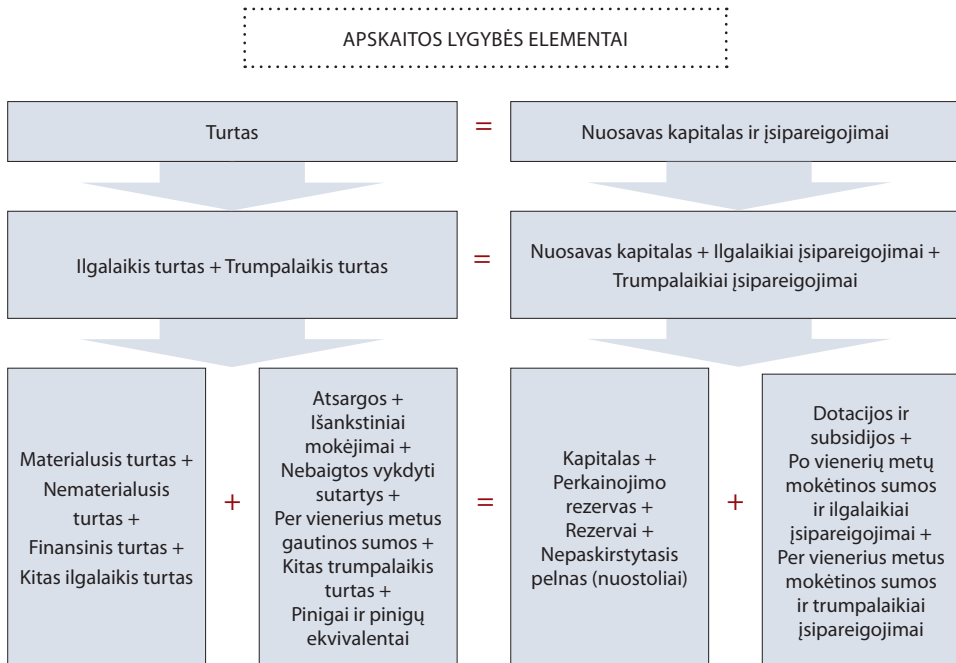 APSKAITOS LYGYBĖS ELEMENTAI
Turtas
=
Nuosavas kapitalas ir įsipareigojimai
Ilgalaikis turtas + Trumpalaikis turtas
=
Nuosavas kapitalas + Ilgalaikiai įsipareigojimai +
Trumpalaikiai įsipareigojimai
Materialusis turtas +
Nematerialusis
turtas +
Finansinis turtas +
Kitas ilgalaikis turtas
+
Atsargos +
Išankstiniai
mokėjimai +
Nebaigtos vykdyti
sutartys +
Per vienerius metus
gautinos sumos +
Kitas trumpalaikis
turtas +
Pinigai ir pinigų
ekvivalentai
=
Kapitalas +
Perkainojimo
rezervas +
Rezervai +
Nepaskirstytasis
pelnas (nuostoliai)
+
Dotacijos ir
subsidijos +
Po vienerių metų
mokėtinos sumos
ir ilgalaikiai
įsipareigojimai +
Per vienerius metus
mokėtinos sumos
ir trumpalaikiai
įsipareigojimai